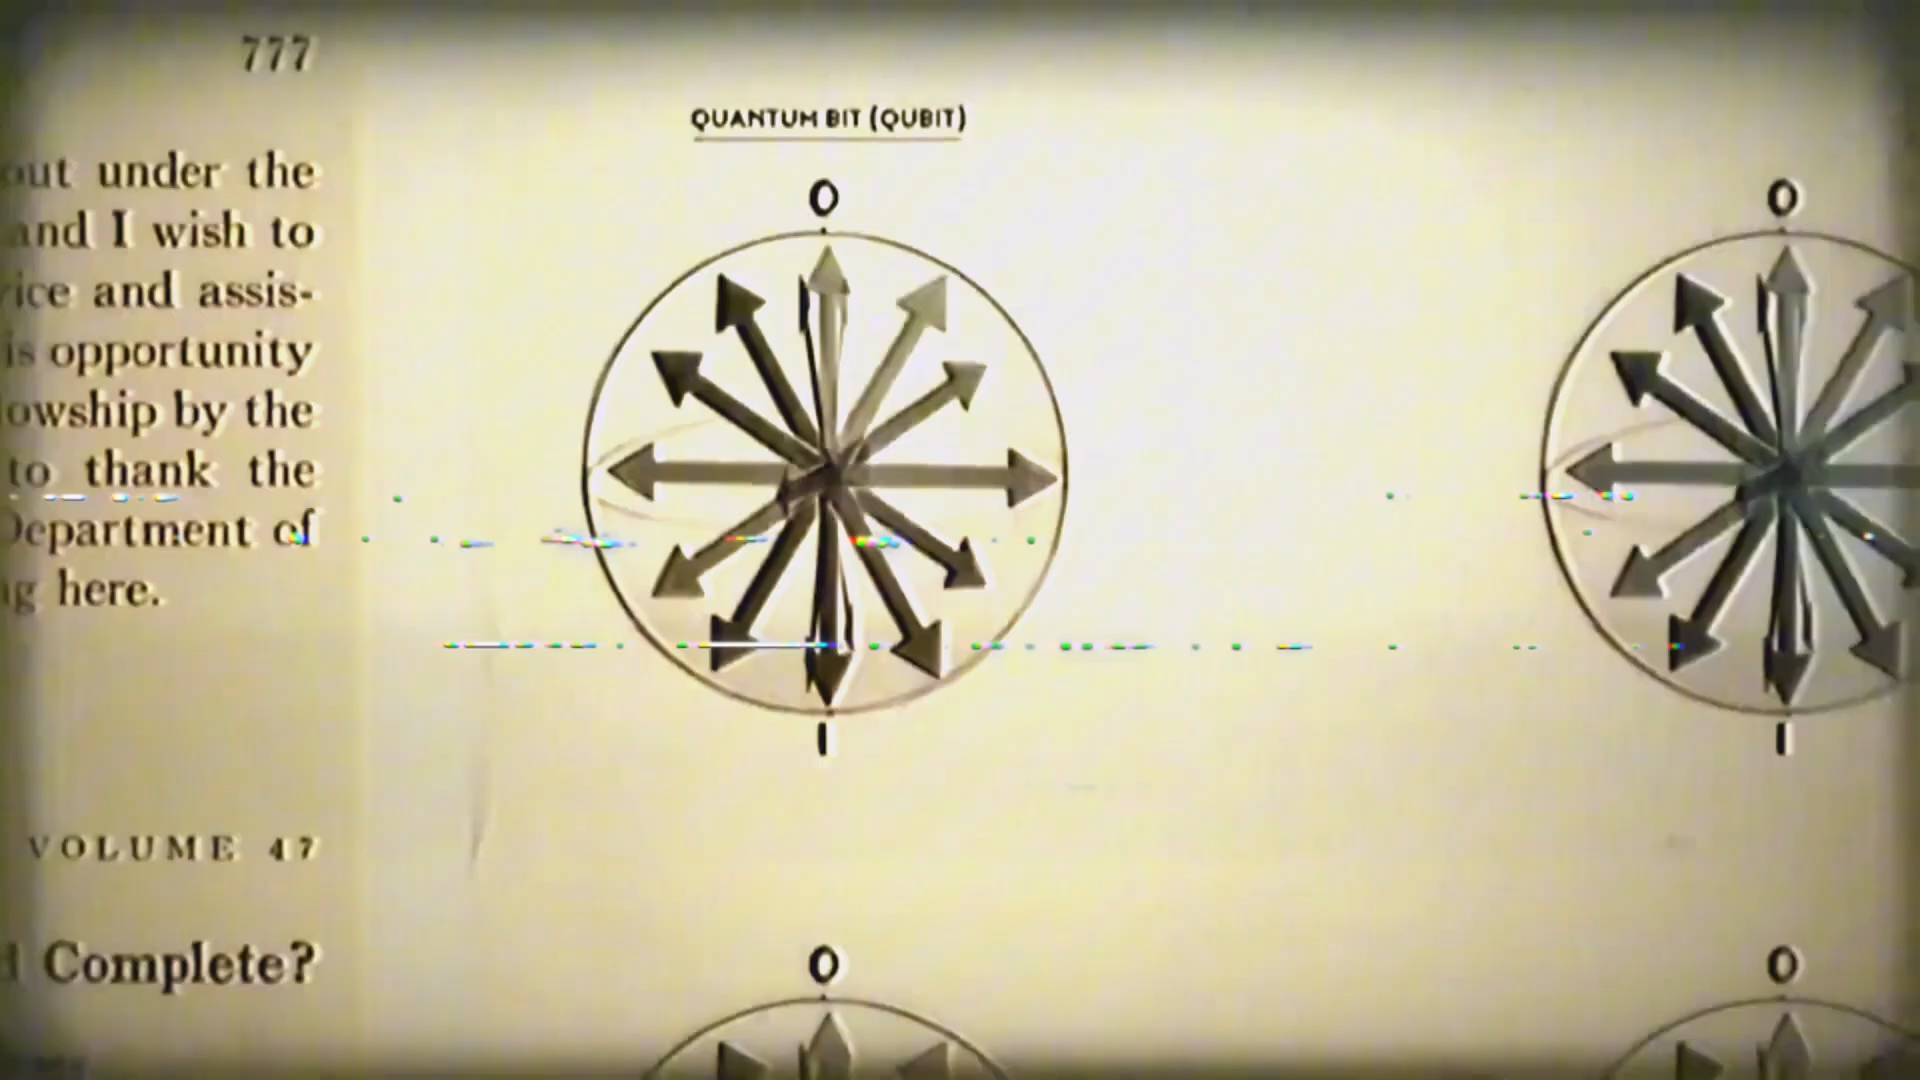 777
out under the
and I wish to
ice and assis-
is opportunity
lowship by the
to thank the
Department of
here.
VOLUME 47
Complete?
QUANTUM BIT (QUBIT)
0
1
0
1
0
0